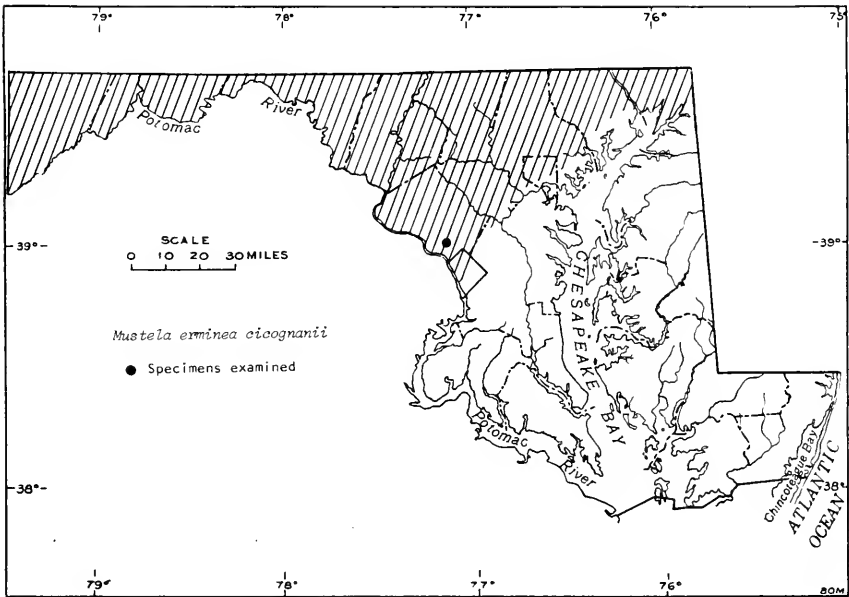 79° 78° 77° 76° 75°
Potomac River
39° 39°
SCALE
0 10 20 30 MILES
CHESAPEAKE BAY
Mustela erminea cicognanii
● Specimens examined
Potomac River
Chincoteague Bay
ATLANTIC OCEAN
38° 38°
79° 78° 77° 76°
BOM